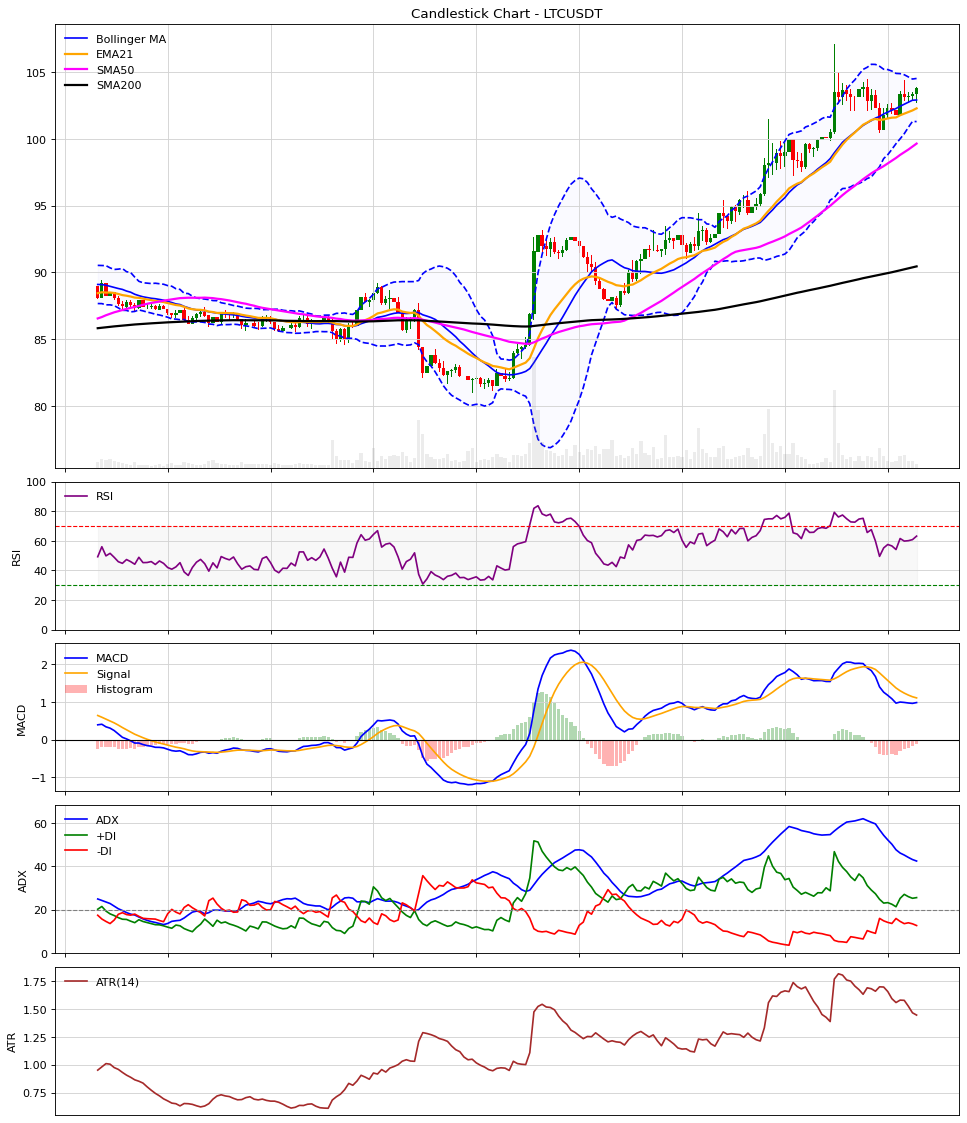 Candlestick Chart - LTCUSDT
Bollinger MA
EMA21
SMA50
SMA200
105
100
95
90
85
80
RSI
100
80
60
40
20
0
RSI
MACD
Signal
Histogram
2
1
0
−1
MACD
ADX
+DI
-DI
60
40
20
0
ADX
ATR(14)
1.75
1.50
1.25
1.00
0.75
ATR